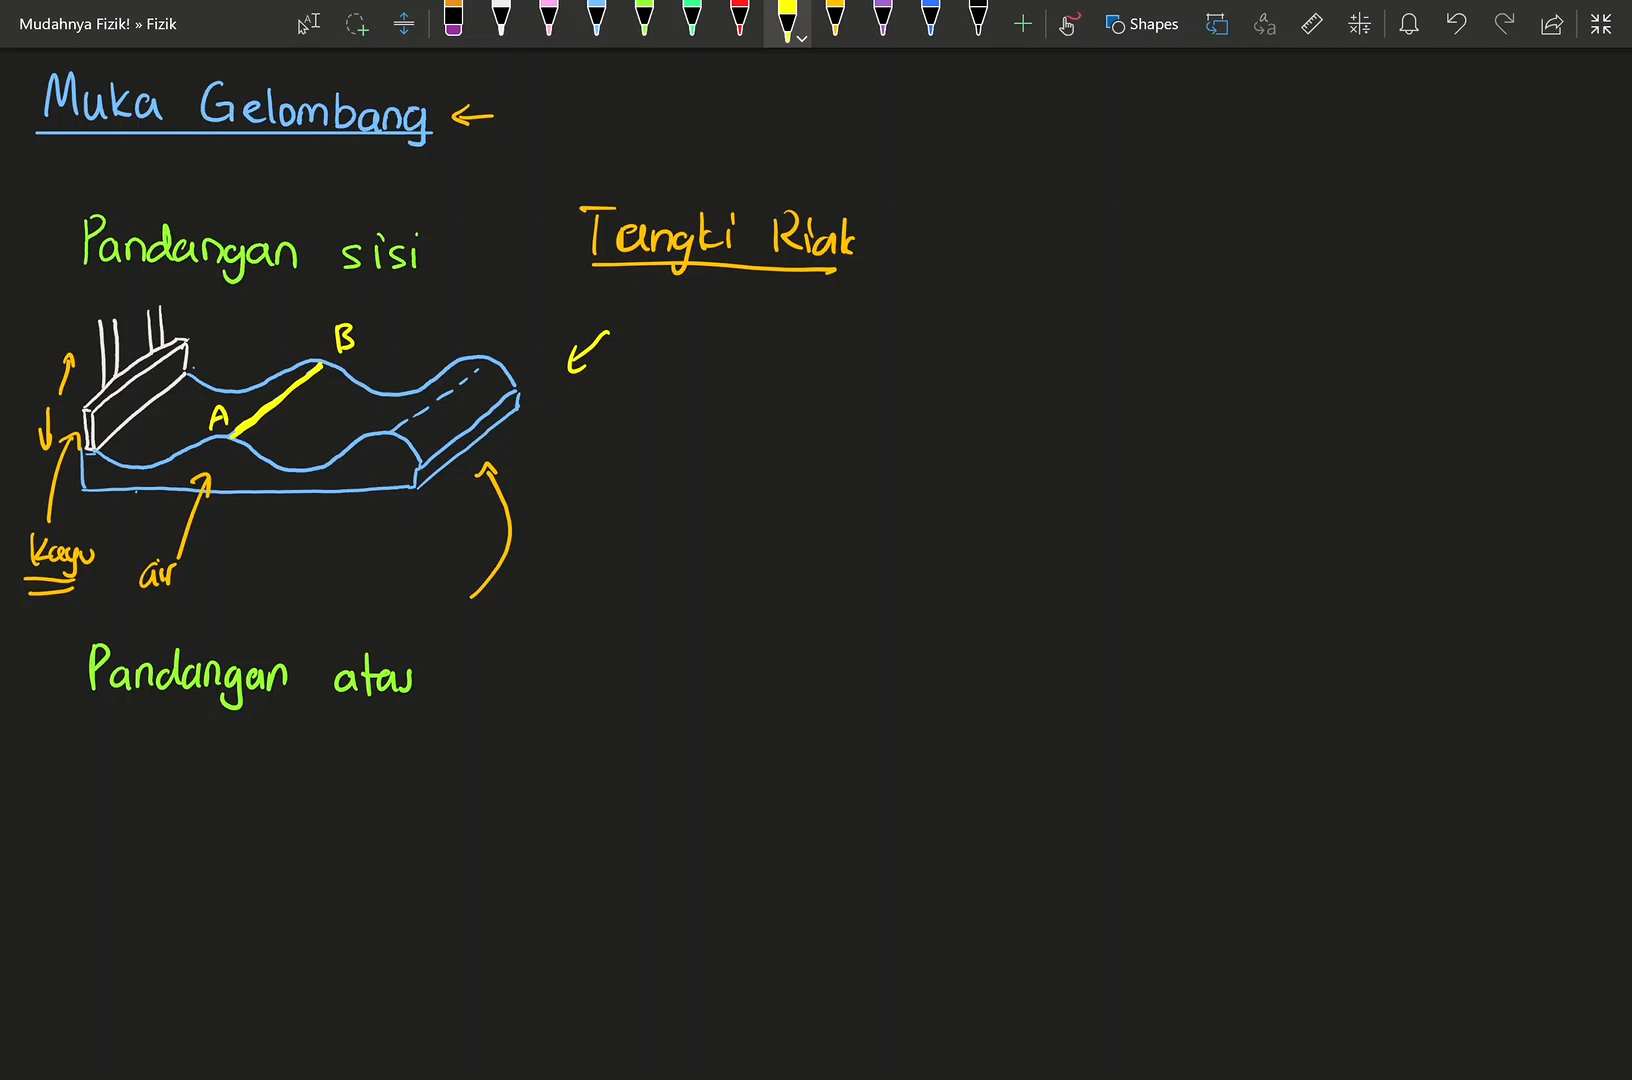 Mudahnya Fizik! » Fizik
Shapes
Muka Gelombang
Pandangan sisi
Tangki Riak
B
A
Kayu
air
Pandangan atas